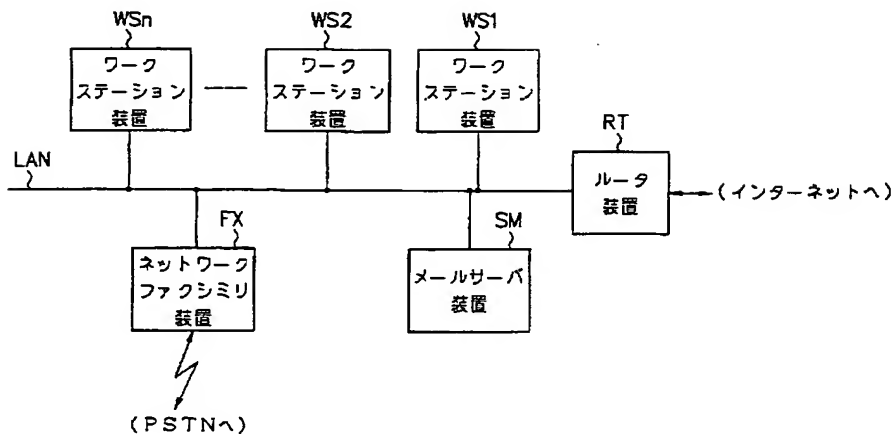 WSn
WS2
WS1
ワーク
ステーション
装置
ワーク
ステーション
装置
ワーク
ステーション
装置
RT
LAN
ルータ
装置
(インターネットへ)
FX
SM
ネットワーク
ファクシミリ
装置
メールサーバ
装置
(PSTNへ)